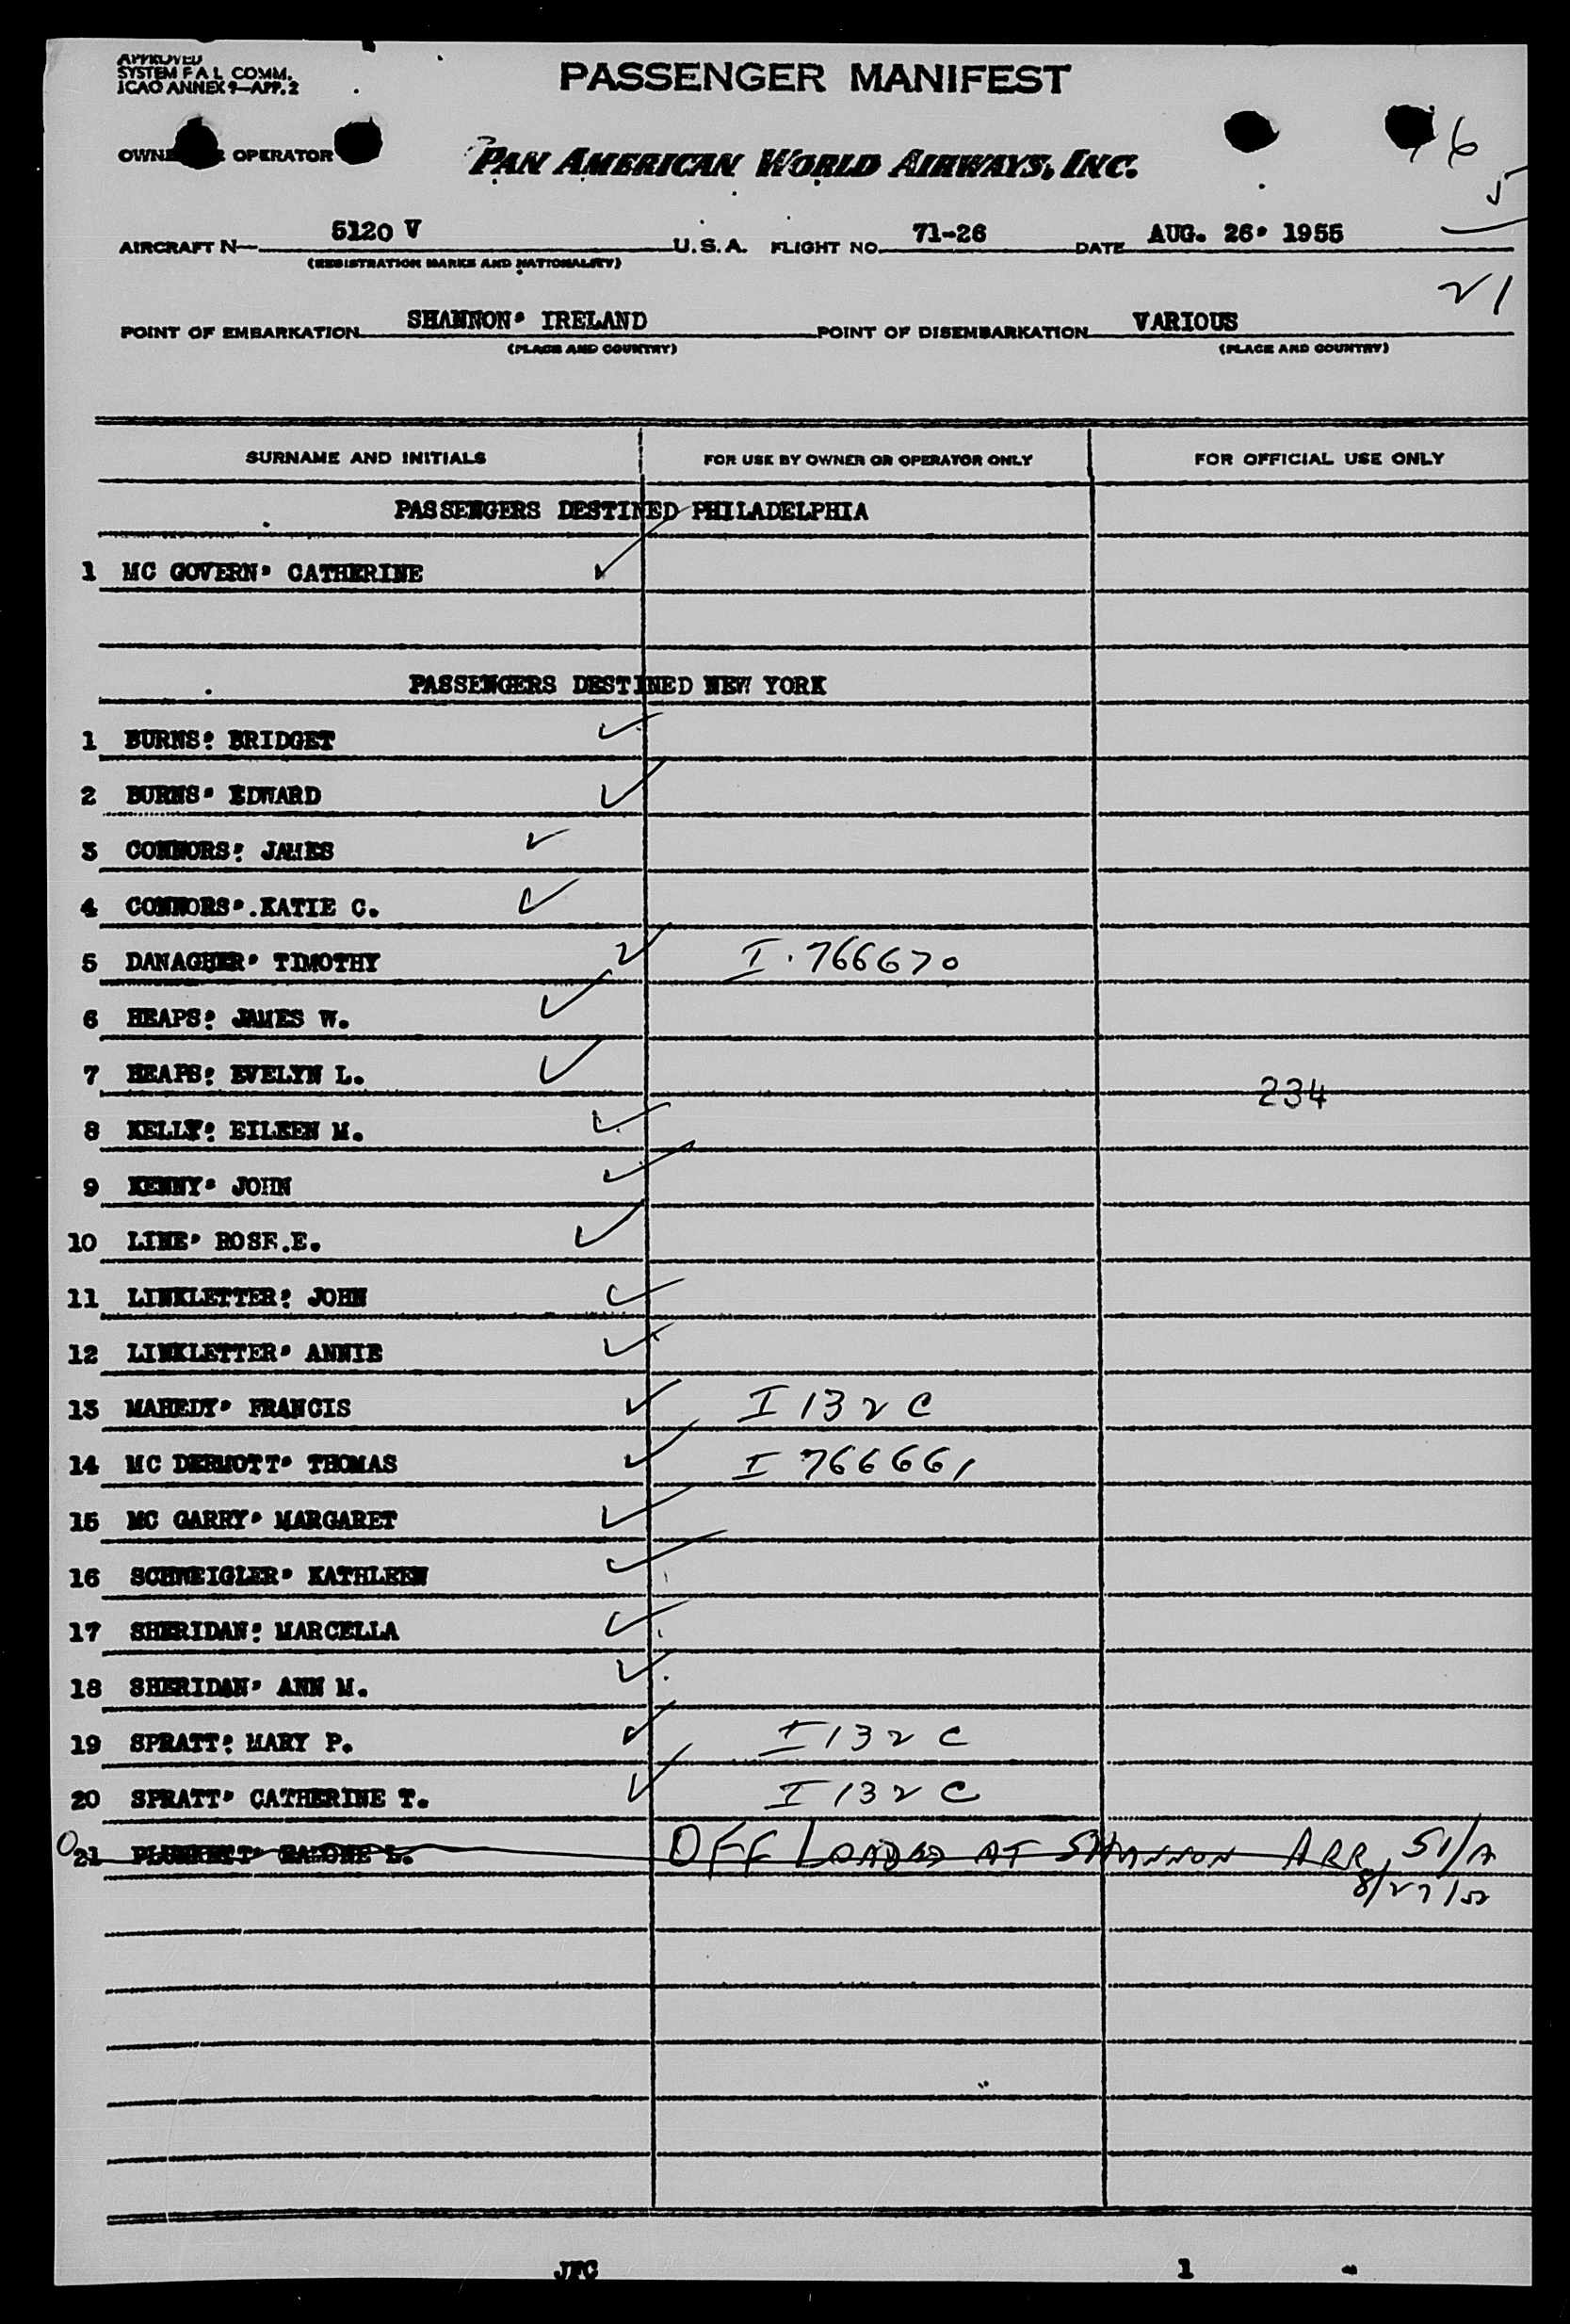 APPROVED
SYSTEM F A L COMM.
ICAO ANNEX 9—APP. 2
PASSENGER MANIFEST
16
OPERATOR
PAN AMERICAN WORLD AIRWAYS, INC.
5
AIRCRAFT N— 5120 V U.S.A. FLIGHT NO. 71-26 DATE AUG. 26, 1955
(REGISTRATION MARKS AND NATIONALITY)
21
POINT OF EMBARKATION SHANNON, IRELAND POINT OF DISEMBARKATION VARIOUS
(PLACE AND COUNTRY) (PLACE AND COUNTRY)
SURNAME AND INITIALS FOR USE BY OWNER OR OPERATOR ONLY FOR OFFICIAL USE ONLY
PASSENGERS DESTINED PHILADELPHIA
1 MC GOVERN, CATHERINE ✓
PASSENGERS DESTINED NEW YORK
1 BURNS: BRIDGET ✓
2 BURNS, EDWARD ✓
3 CONNORS: JAMES ✓
4 CONNORS, KATIE C. ✓
5 DANAGHER, TIMOTHY ✓ I.766670
6 HEAPS: JAMES W. ✓
7 HEAPS: EVELYN L. ✓
234
8 KELLY: EILEEN M. ✓
9 KENNY, JOHN ✓
10 LINE, ROSE.E. ✓
11 LINKLETTER: JOHN ✓
12 LINKLETTER, ANNIE ✓
13 MAHEDY, FRANCIS ✓ I 132 C
14 MC DERMOTT, THOMAS ✓ I 766661
15 MC GARRY, MARGARET ✓
16 SCHWEIGLER, KATHLEEN ✓
17 SHERIDAN: MARCELLA ✓
18 SHERIDAN, ANN M. ✓
19 SPRATT: MARY P. ✓ I 132 C
20 SPRATT, CATHERINE T. ✓ I 132 C
21 PLUNKETT, L. OFF LOADED AT SHANNON ARR
8/27/
JFC 1 -